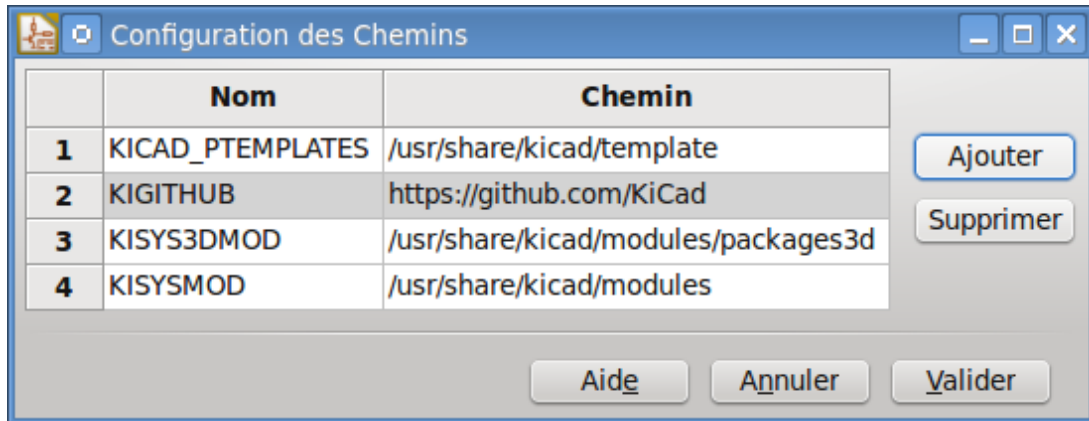 Configuration des Chemins
Nom Chemin
1 KICAD_PTEMPLATES /usr/share/kicad/template
2 KIGITHUB https://github.com/KiCad
3 KISYS3DMOD /usr/share/kicad/modules/packages3d
4 KISYSMOD /usr/share/kicad/modules
Ajouter
Supprimer
Aide Annuler Valider